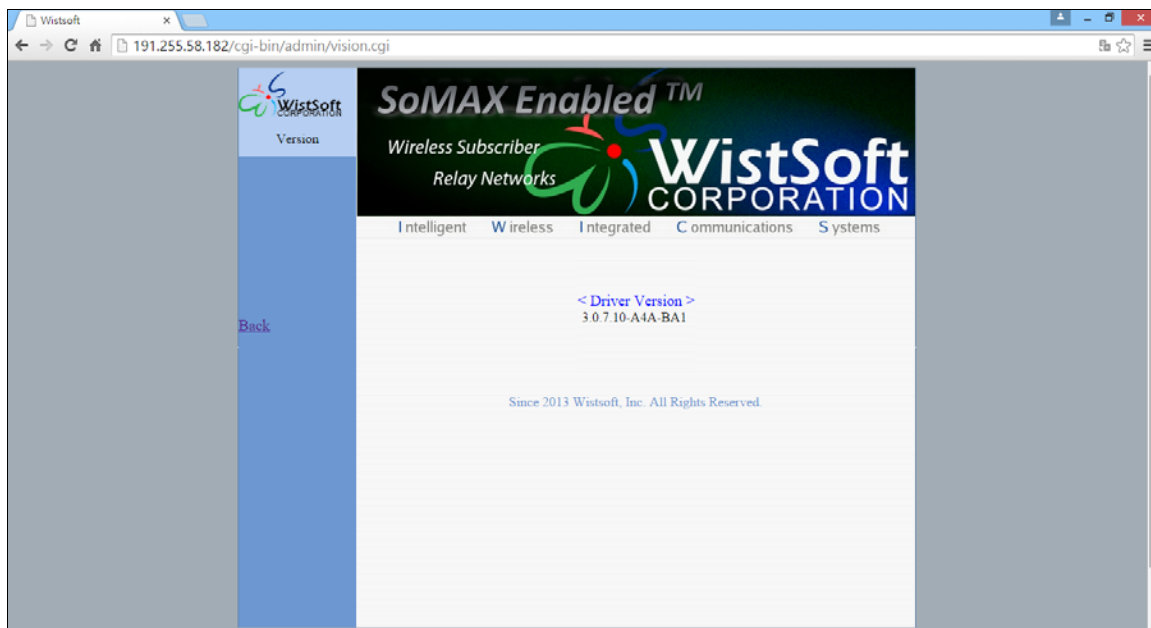 Wistsoft
191.255.58.182/cgi-bin/admin/vision.cgi
WistSoft
CORPORATION
Version
Back
SoMAX Enabled TM
Wireless Subscriber
Relay Networks
WistSoft
CORPORATION
Intelligent Wireless Integrated Communications Systems
< Driver Version >
3.0.7.10-A4A-BA1
Since 2013 Wistsoft, Inc. All Rights Reserved.